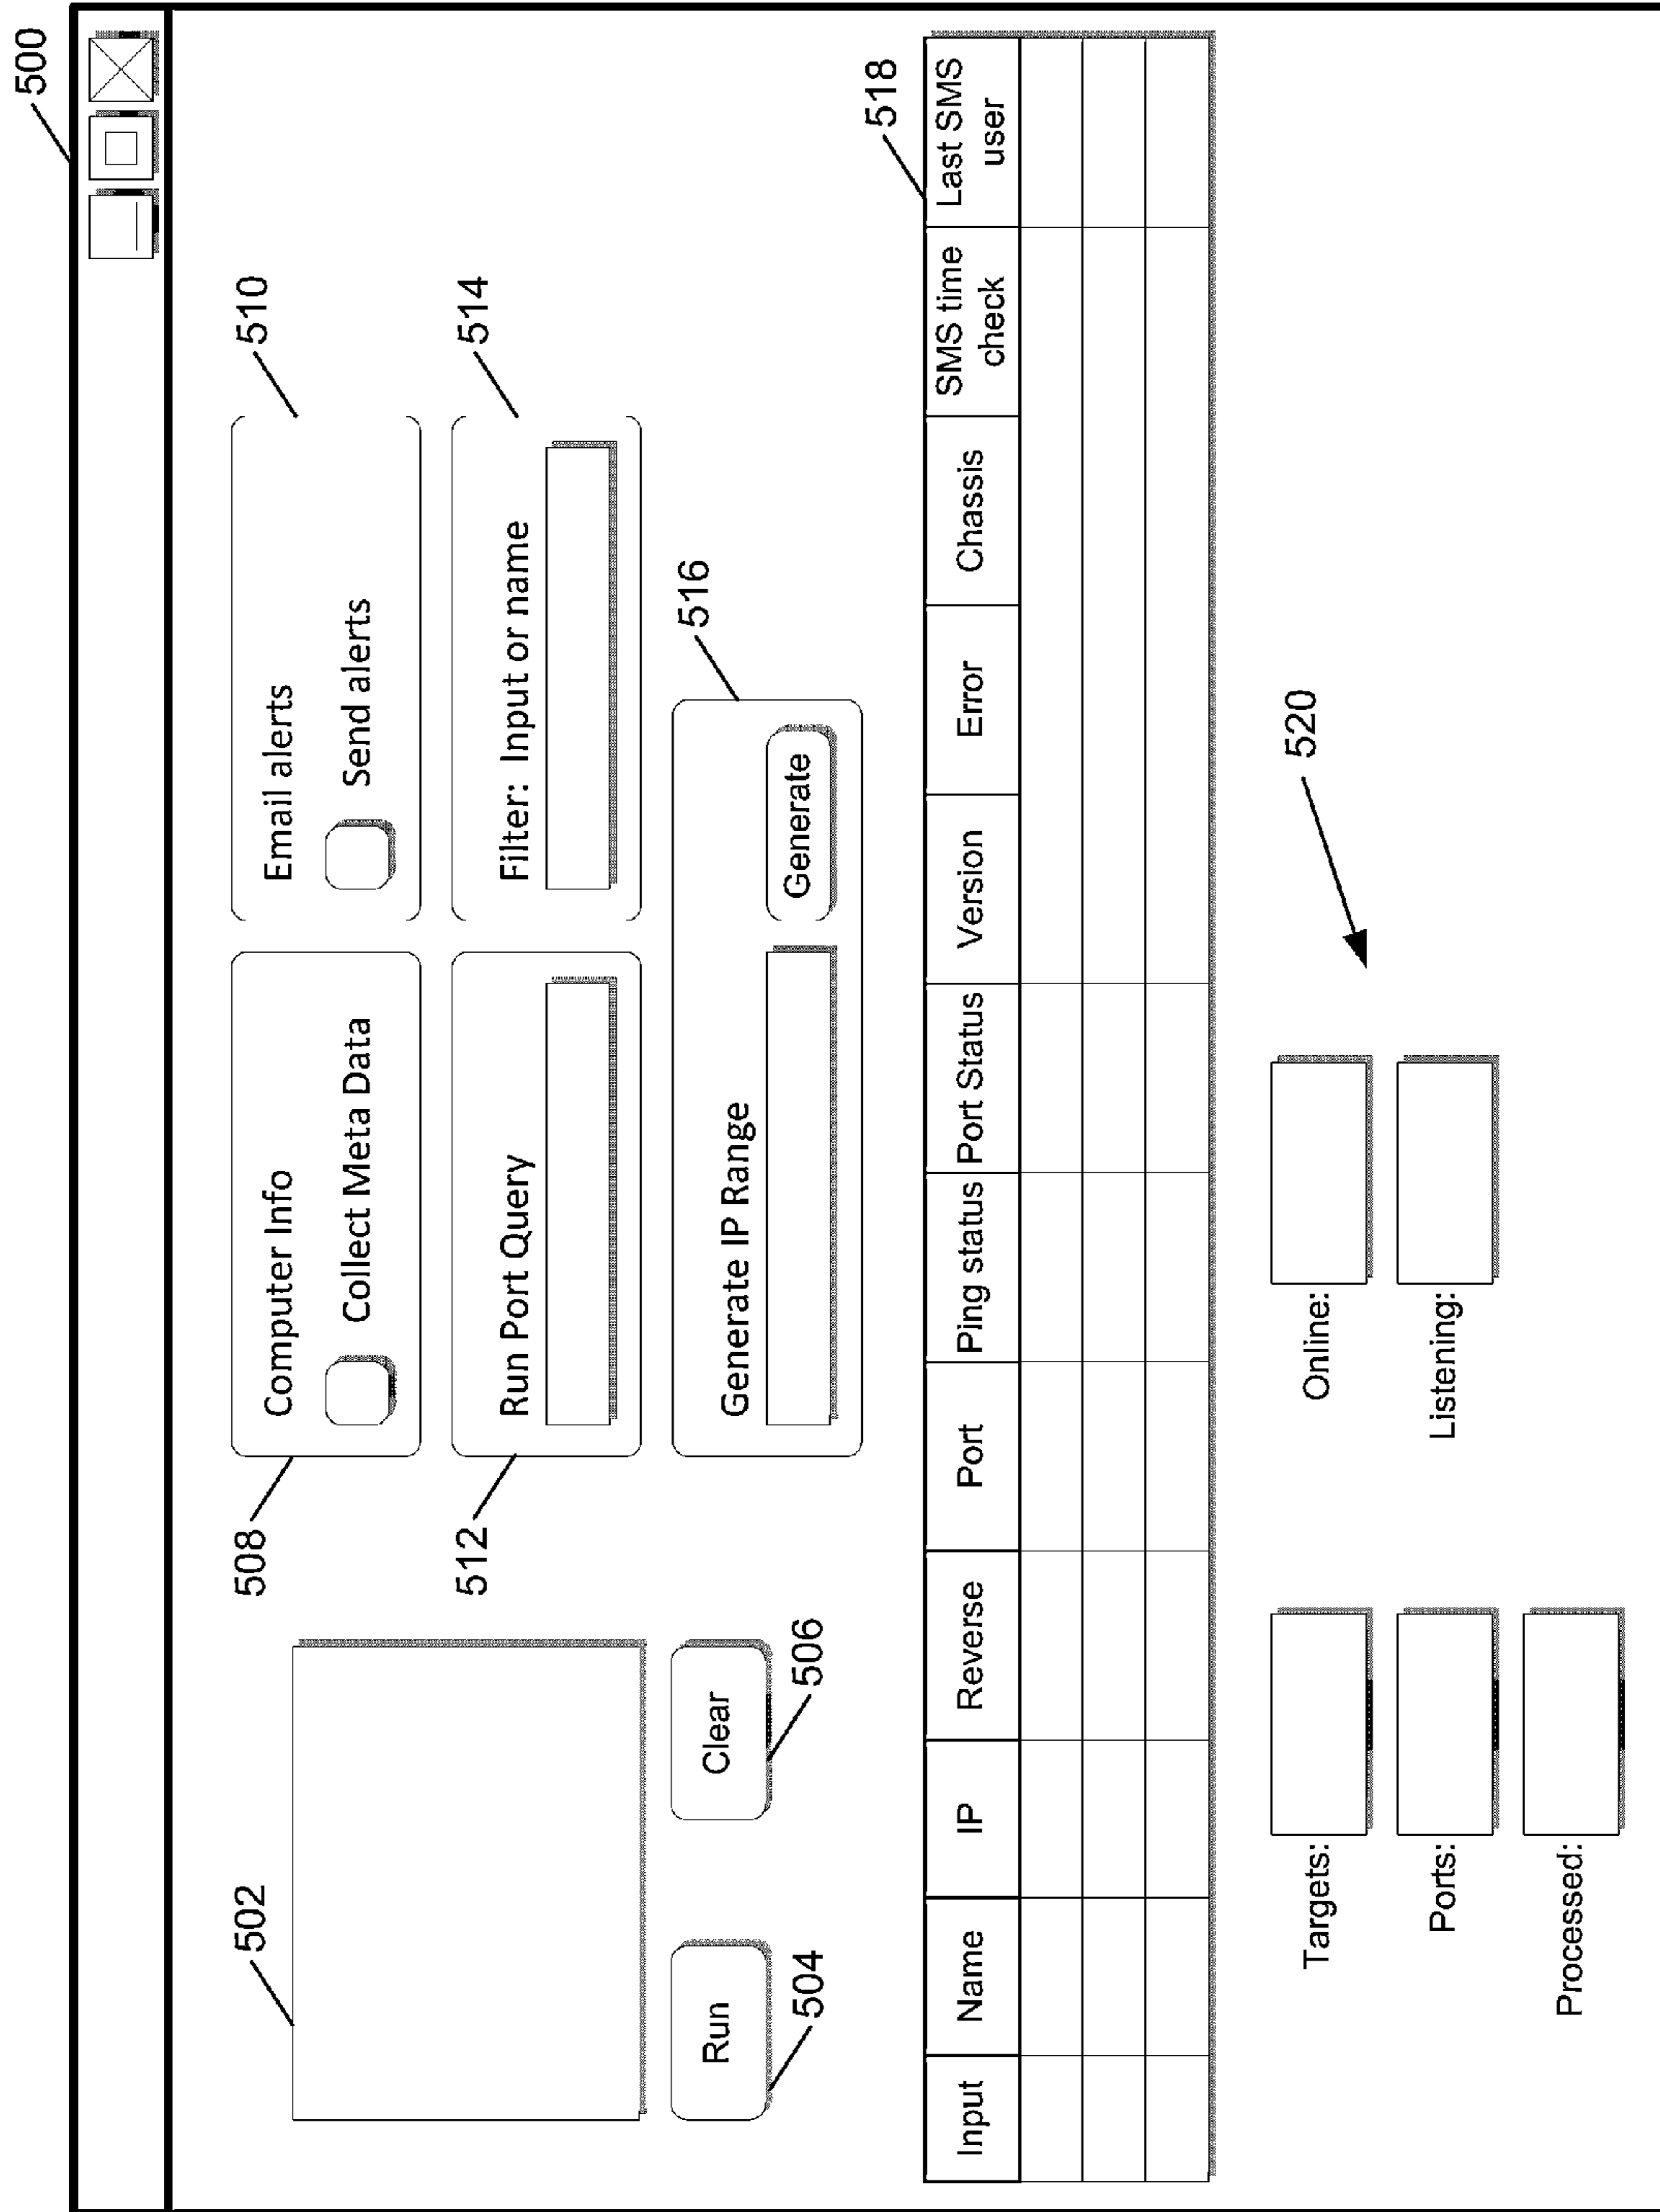 500
502
508
Computer Info
Collect Meta Data
Email alerts
Send alerts
510
512
Run Port Query
Filter: Input or name
514
Run
Clear
504
506
Generate IP Range
Generate
516
518
Input
Name
IP
Reverse
Port
Ping status
Port Status
Version
Error
Chassis
SMS time
check
Last SMS
user
Targets:
Online:
520
Ports:
Listening:
Processed: